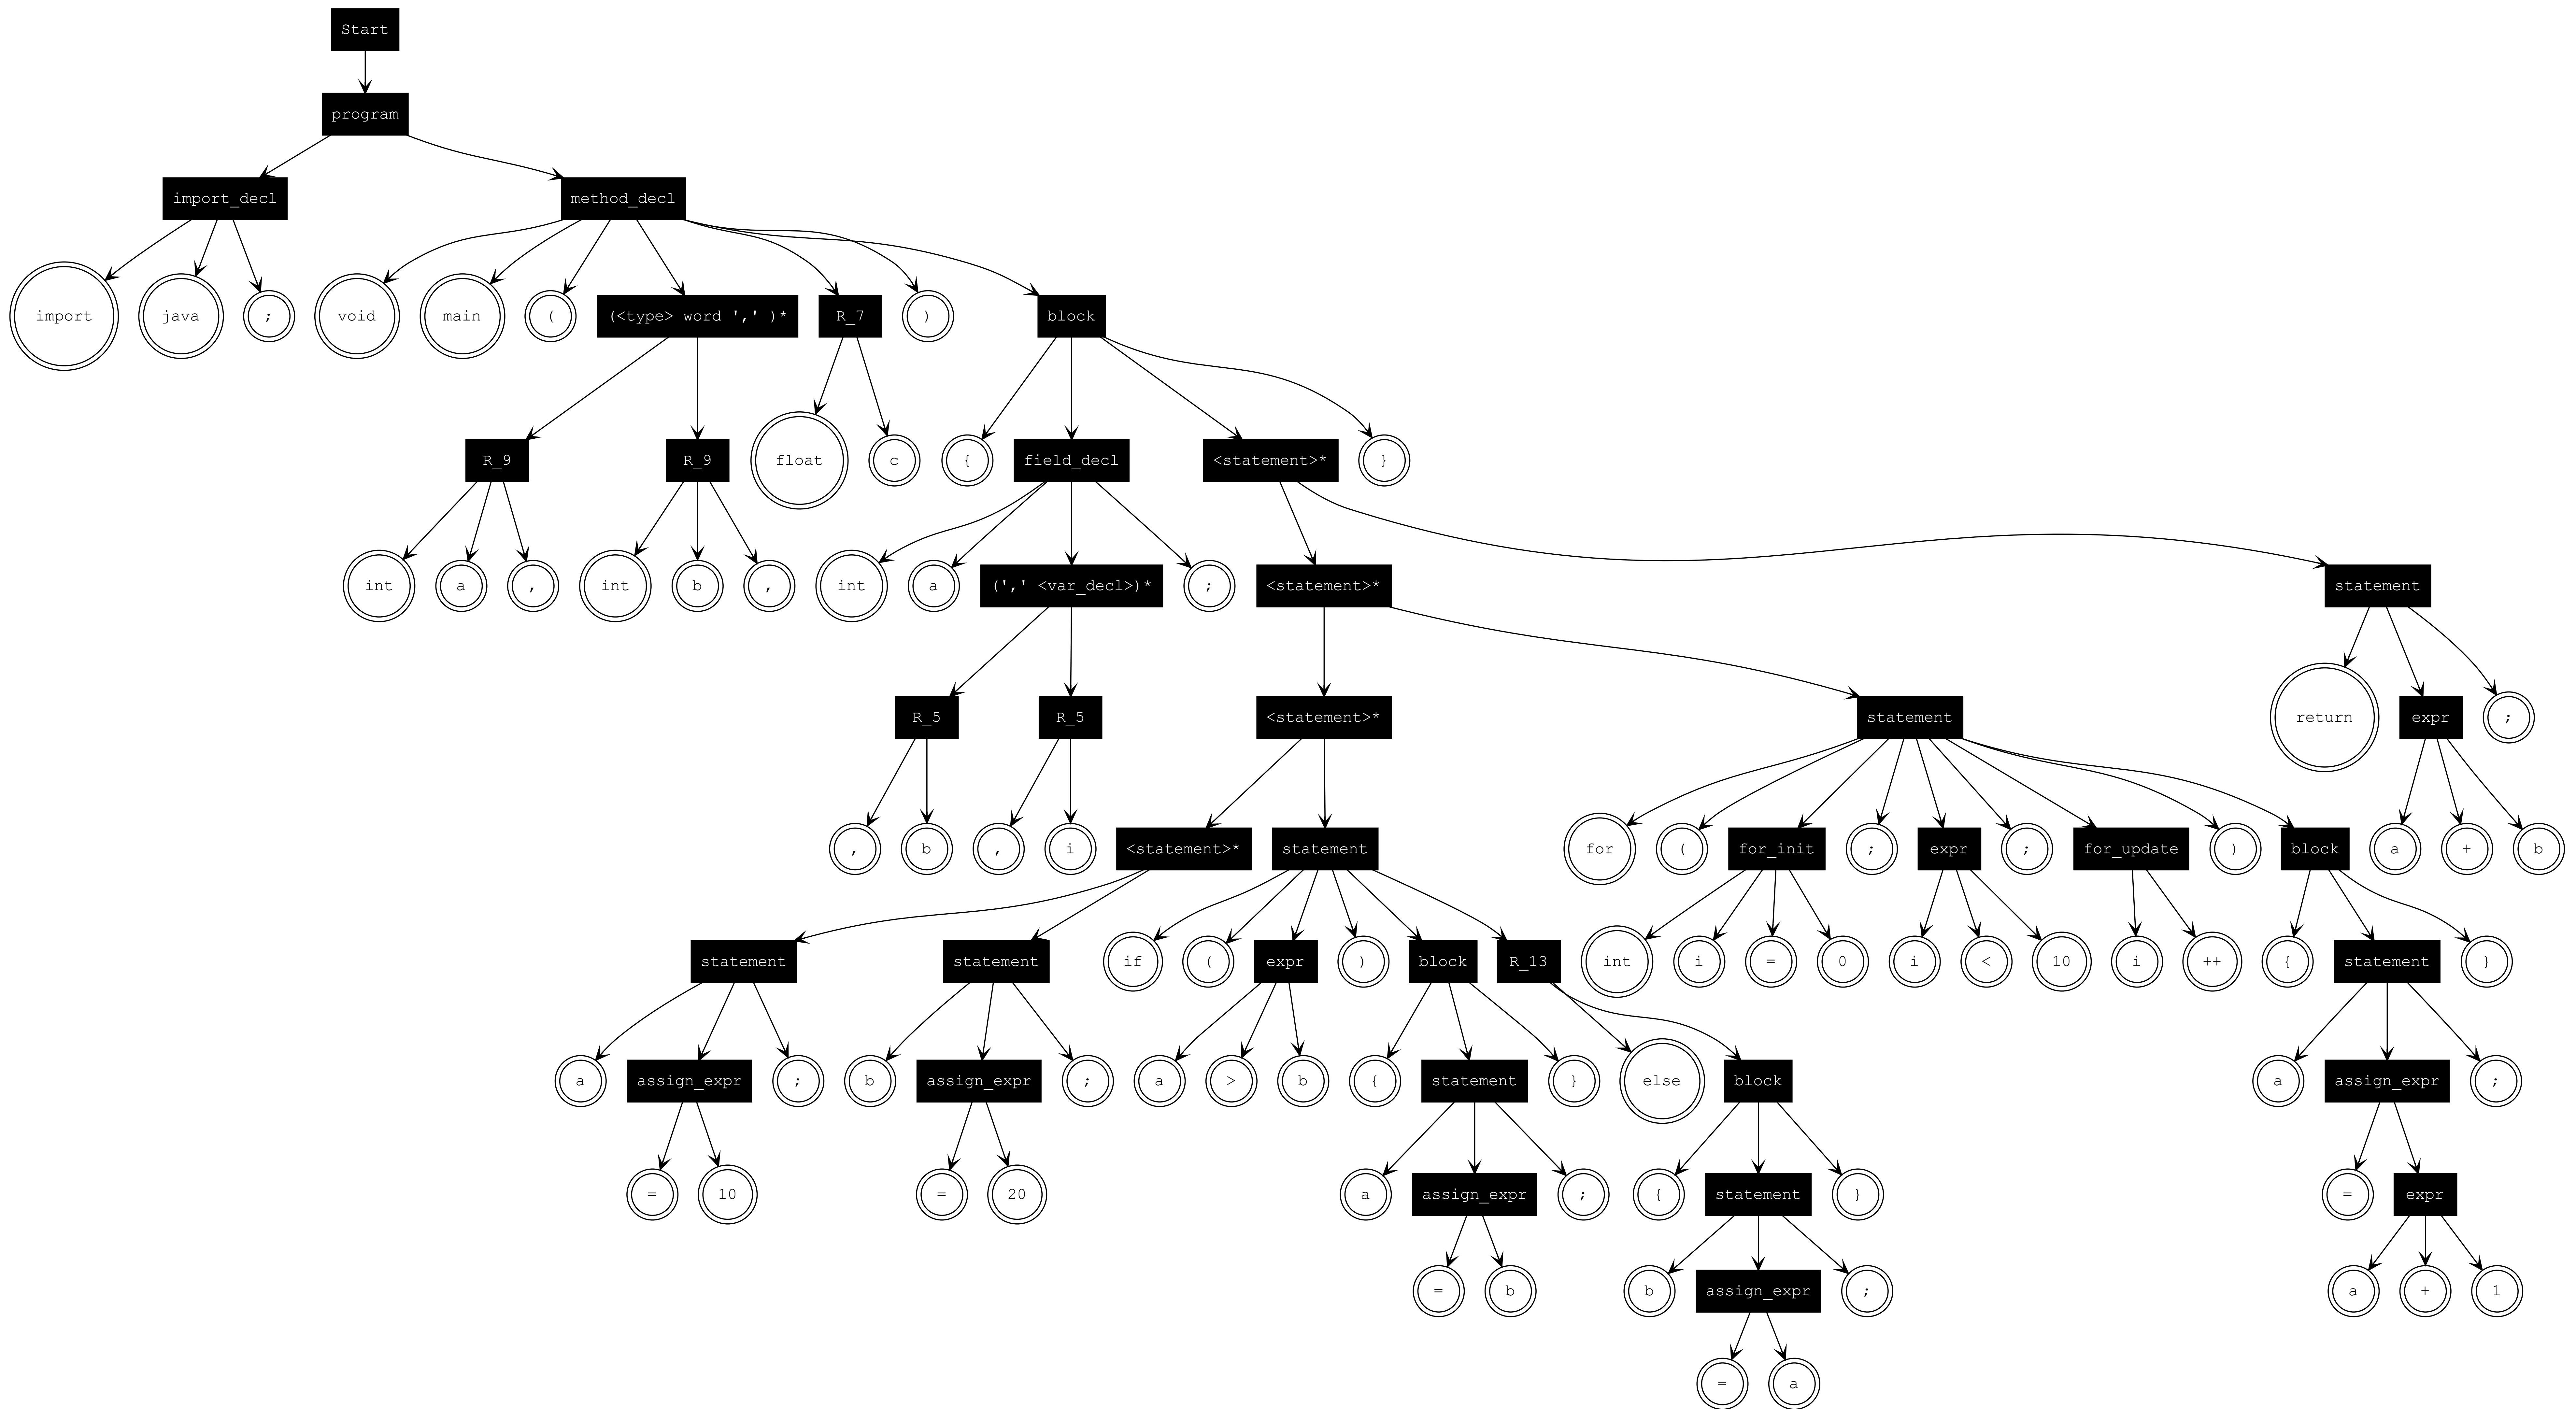 Start
program
import_decl
method_decl
import
java
;
void
main
(
(<type> word ',' )*
R_7
)
block
R_9
R_9
float
c
{
field_decl
<statement>*
}
int
a
,
int
b
,
int
a
(',' <var_decl>)*
;
<statement>*
statement
R_5
R_5
<statement>*
statement
return
expr
;
,
b
,
i
<statement>*
statement
for
(
for_init
;
expr
;
for_update
)
block
a
+
b
statement
statement
if
(
expr
)
block
R_13
int
i
=
0
i
<
10
i
++
{
statement
}
a
assign_expr
;
b
assign_expr
;
a
>
b
{
statement
}
else
block
a
assign_expr
;
=
10
=
20
a
assign_expr
;
{
statement
}
=
expr
=
b
b
assign_expr
;
a
+
1
=
a